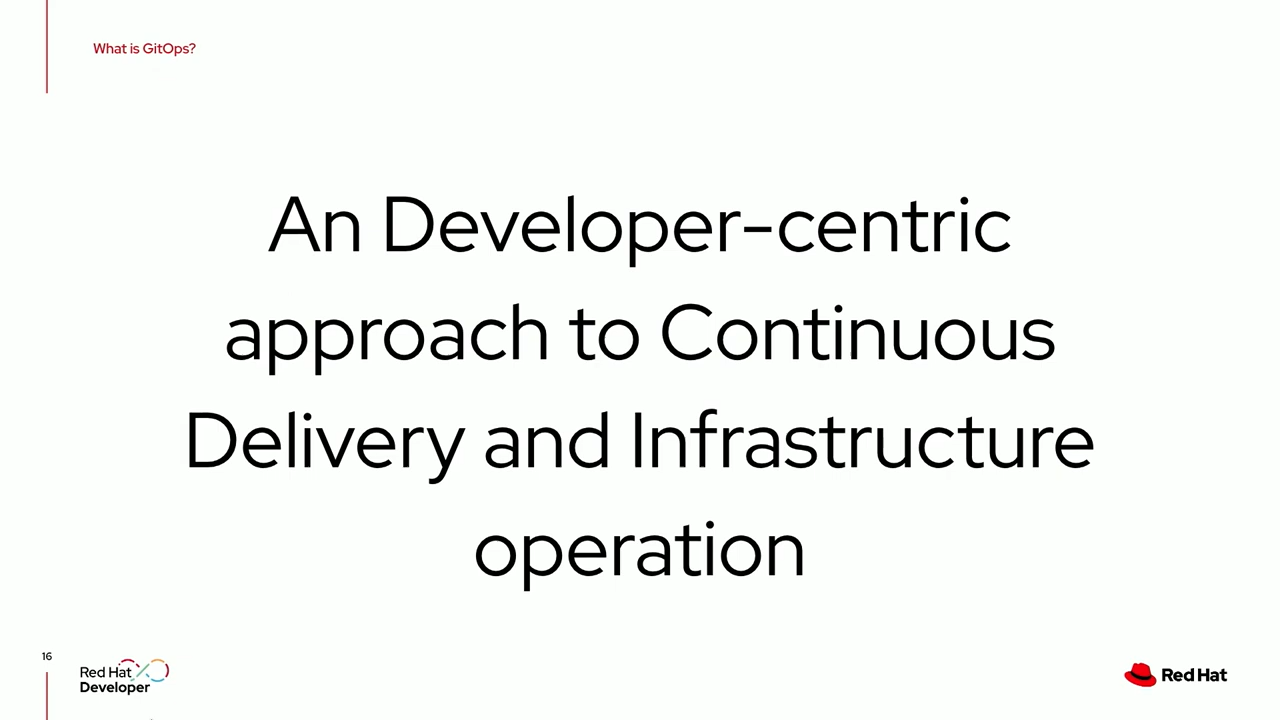 What is GitOps?
An Developer-centric
approach to Continuous
Delivery and Infrastructure
operation
16
Red Hat
Developer
Red Hat